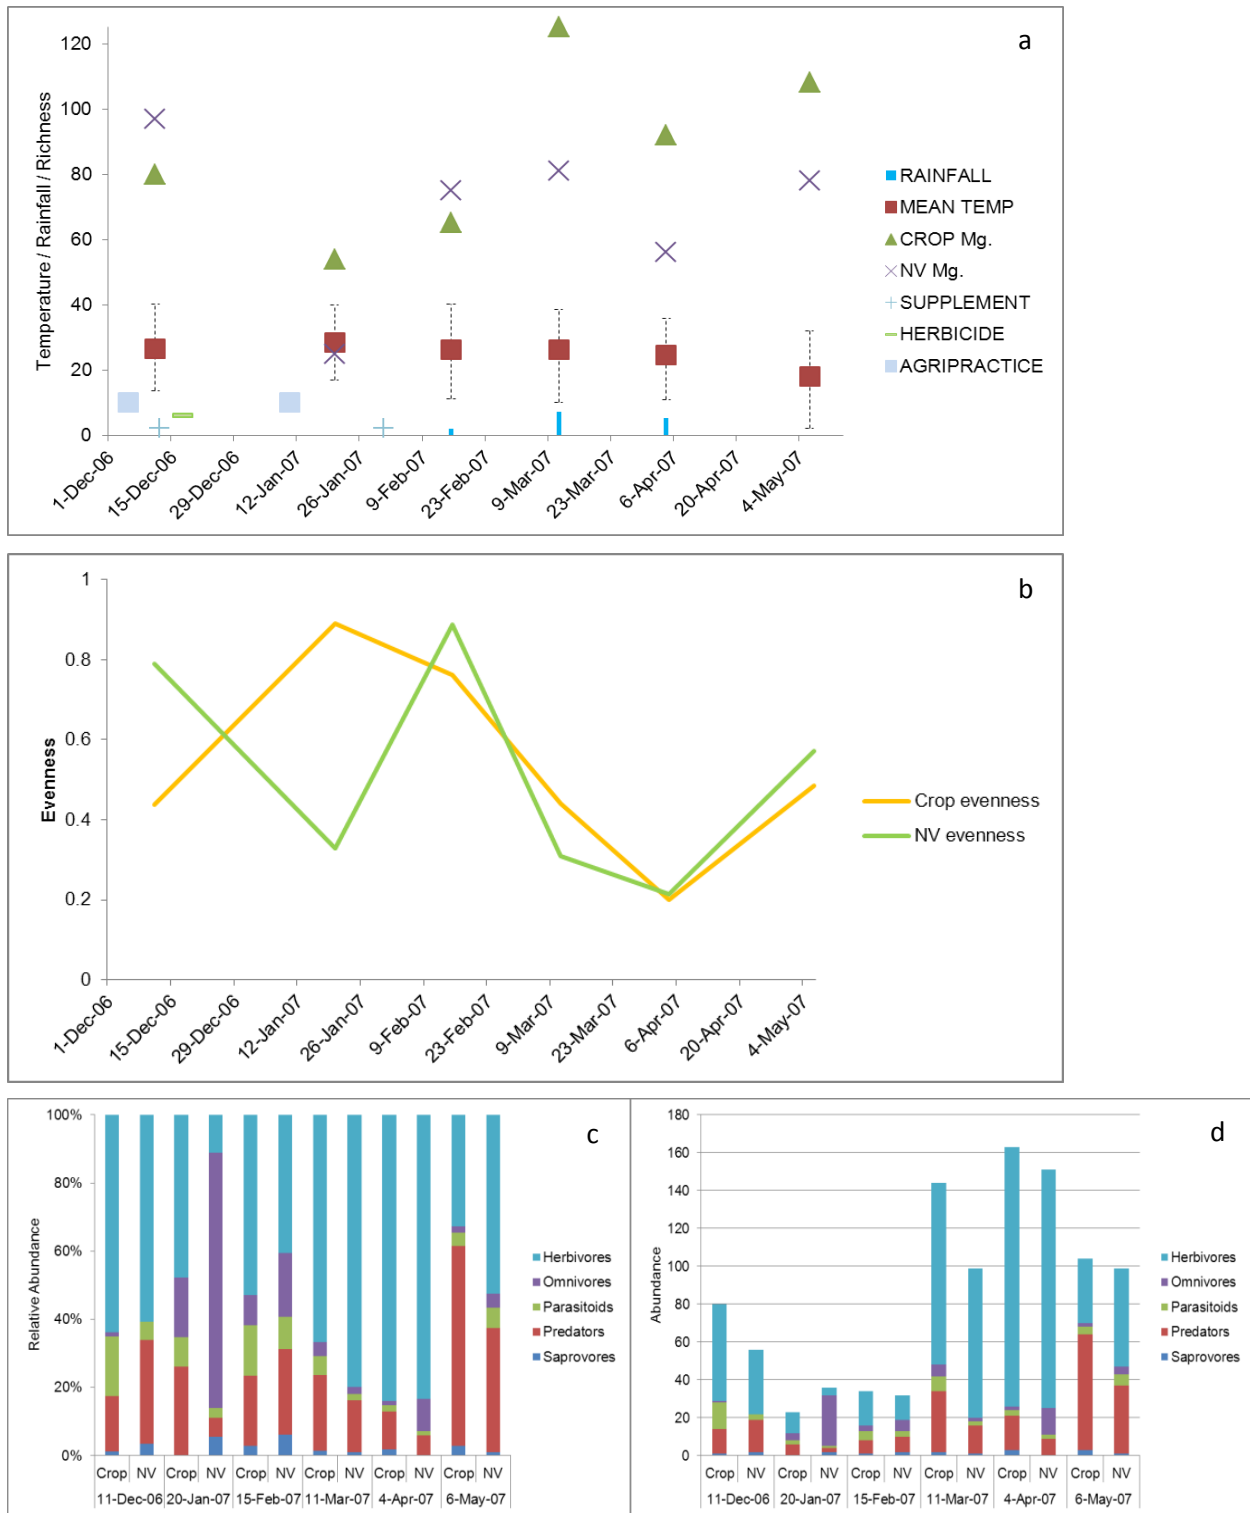 a
Temperature / Rainfall / Richness
120
100
80
60
40
20
0
1-Dec-06
15-Dec-06
29-Dec-06
12-Jan-07
26-Jan-07
9-Feb-07
23-Feb-07
9-Mar-07
23-Mar-07
6-Apr-07
20-Apr-07
4-May-07
RAINFALL
MEAN TEMP
CROP Mg.
NV Mg.
SUPPLEMENT
HERBICIDE
AGRIPRACTICE
b
Evenness
1
0.8
0.6
0.4
0.2
0
1-Dec-06
15-Dec-06
29-Dec-06
12-Jan-07
26-Jan-07
9-Feb-07
23-Feb-07
9-Mar-07
23-Mar-07
6-Apr-07
20-Apr-07
4-May-07
Crop evenness
NV evenness
c
Relative Abundance
100%
80%
60%
40%
20%
0%
Crop NV Crop NV Crop NV Crop NV Crop NV Crop NV
11-Dec-06 20-Jan-07 15-Feb-07 11-Mar-07 4-Apr-07 6-May-07
Herbivores
Omnivores
Parasitoids
Predators
Saprovores
d
Abundance
180
160
140
120
100
80
60
40
20
0
Crop NV Crop NV Crop NV Crop NV Crop NV Crop NV
11-Dec-06 20-Jan-07 15-Feb-07 11-Mar-07 4-Apr-07 6-May-07
Herbivores
Omnivores
Parasitoids
Predators
Saprovores